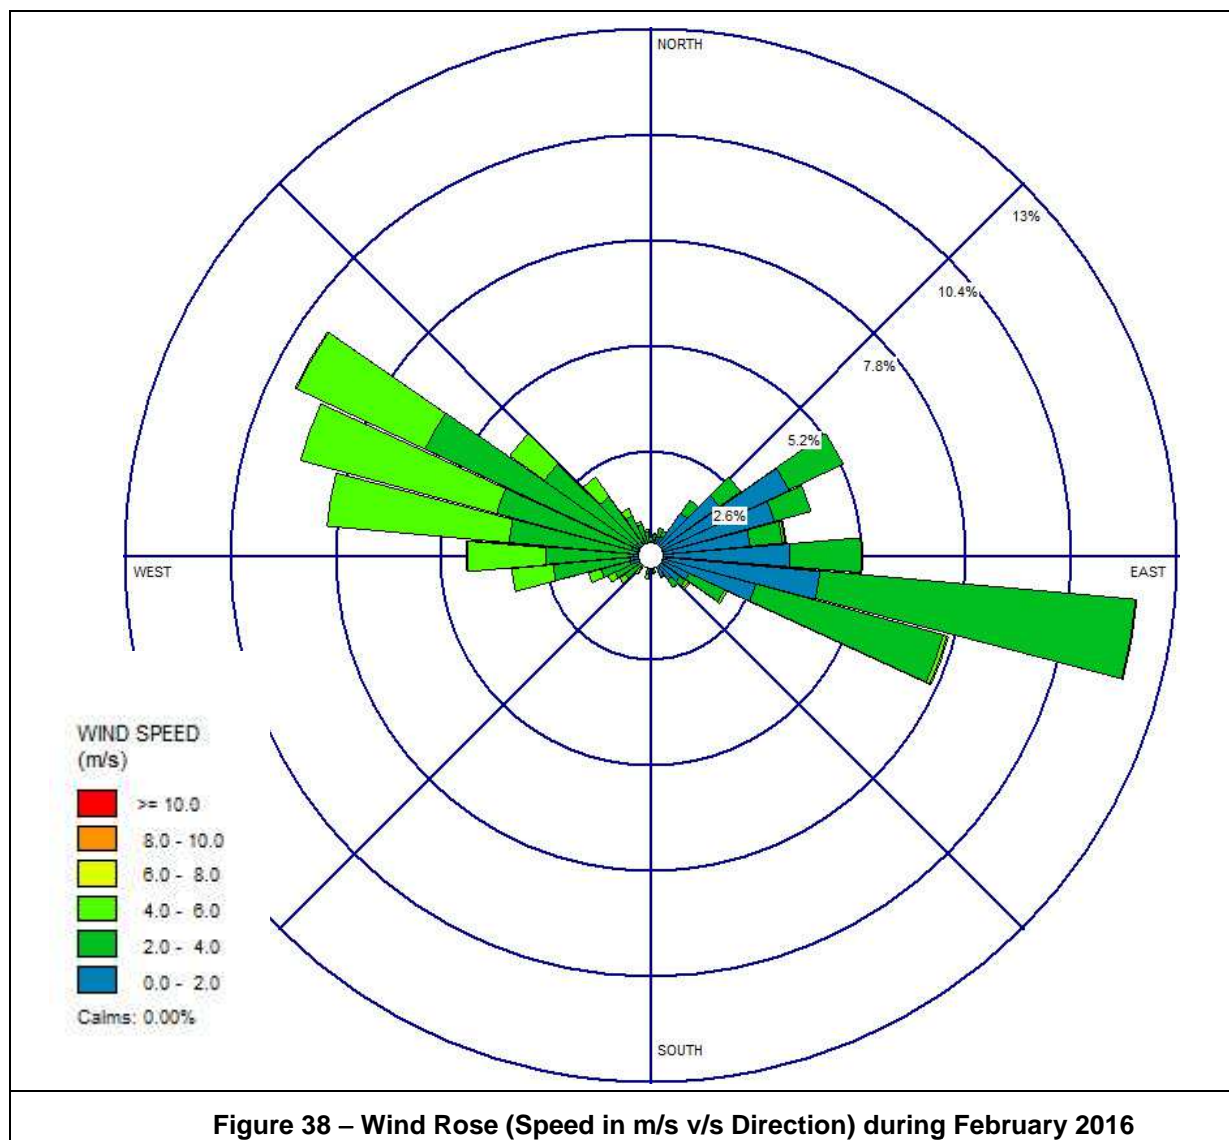 NORTH
13%
10.4%
7.8%
5.2%
2.6%
WEST
EAST
WIND SPEED
(m/s)
>= 10.0
8.0 - 10.0
6.0 - 8.0
4.0 - 6.0
2.0 - 4.0
0.0 - 2.0
Calms: 0.00%
SOUTH
Figure 38 – Wind Rose (Speed in m/s v/s Direction) during February 2016